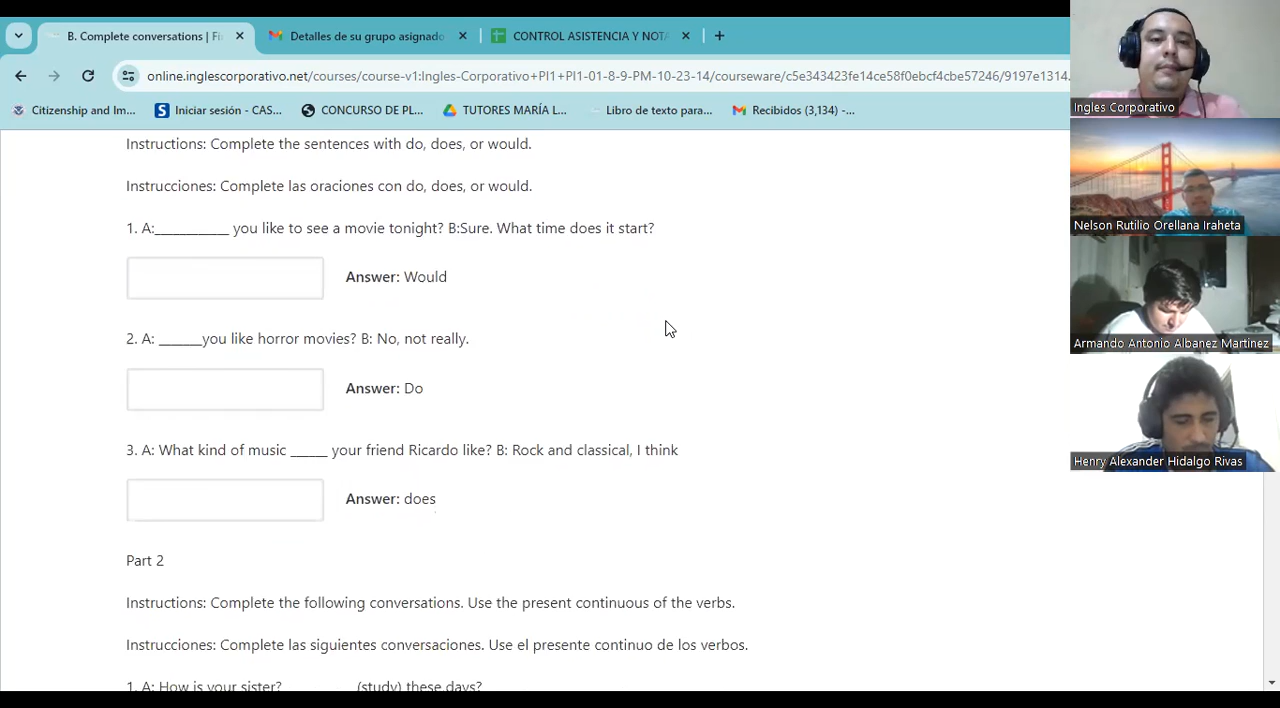 B. Complete conversations | Fi
Detalles de su grupo asignado
CONTROL ASISTENCIA Y NOTA
online.inglescorporativo.net/courses/course-v1:Ingles-Corporativo+PI1+PI1-01-8-9-PM-10-23-14/courseware/c5e343423fe14ce58f0ebcf4cbe57246/9197e1314
Citizenship and Im...
Iniciar sesión - CAS...
CONCURSO DE PL...
TUTORES MARÍA L...
Libro de texto para...
Recibidos (3,134) -...
Instructions: Complete the sentences with do, does, or would.
Instrucciones: Complete las oraciones con do, does, or would.
1. A:____________ you like to see a movie tonight? B:Sure. What time does it start?
Answer: Would
2. A: _______you like horror movies? B: No, not really.
Answer: Do
3. A: What kind of music ______ your friend Ricardo like? B: Rock and classical, I think
Answer: does
Part 2
Instructions: Complete the following conversations. Use the present continuous of the verbs.
Instrucciones: Complete las siguientes conversaciones. Use el presente continuo de los verbos.
1. A: How is your sister? ____________ (study) these days?
Ingles Corporativo
Nelson Rutilio Orellana Iraheta
Armando Antonio Albanez Martinez
Henry Alexander Hidalgo Rivas